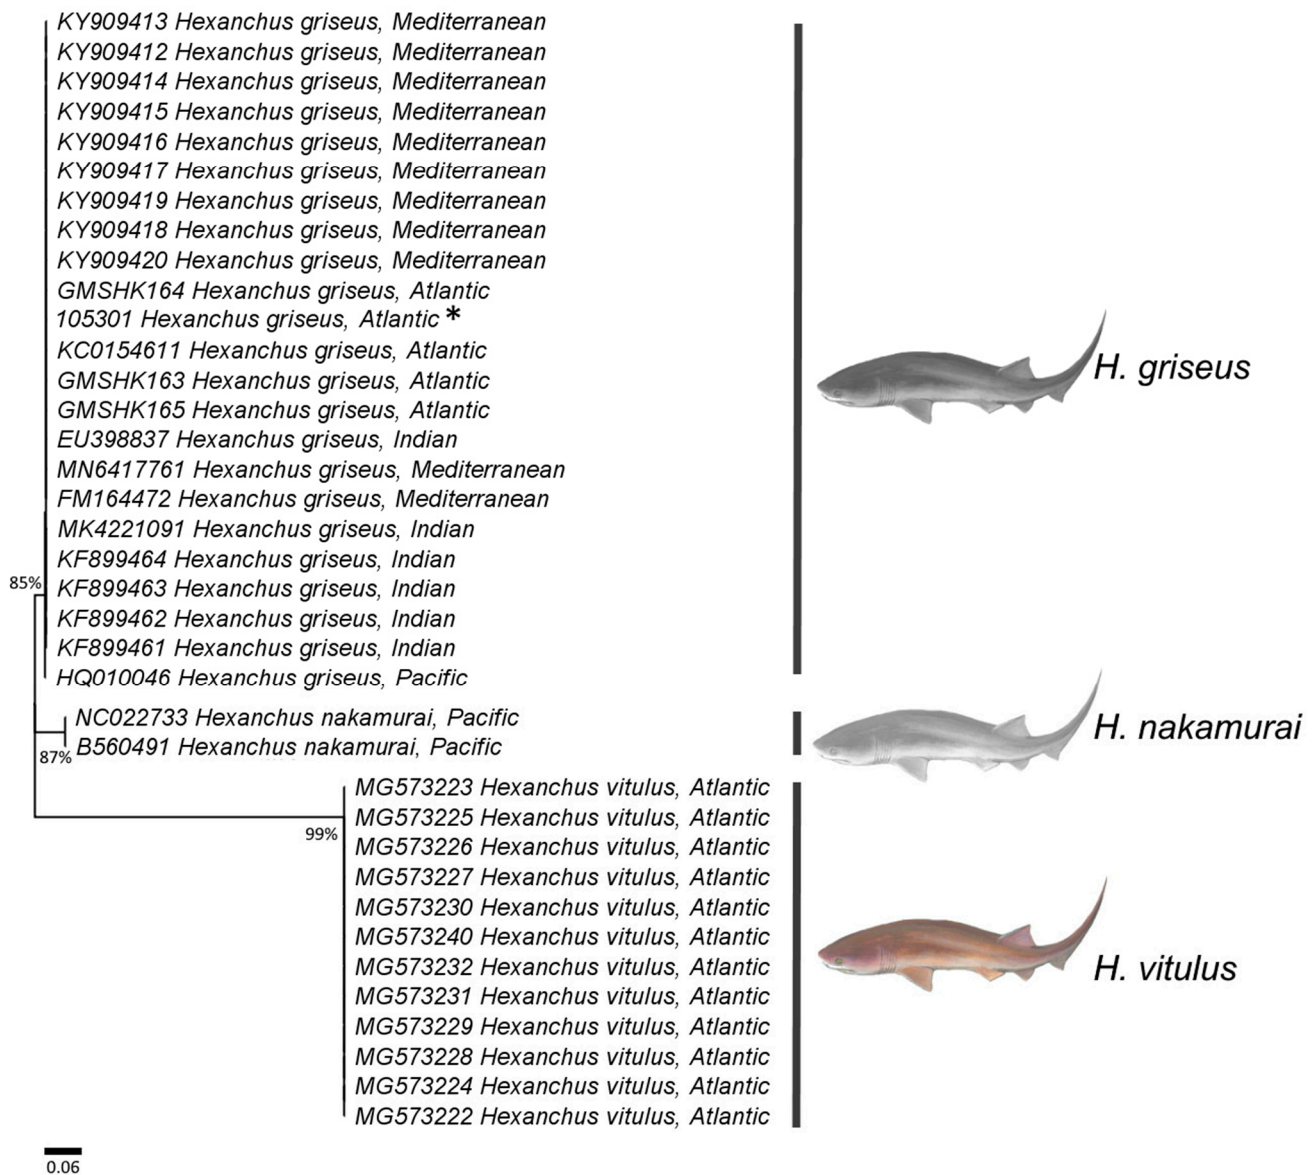 KY909413 Hexanchus griseus, Mediterranean
KY909412 Hexanchus griseus, Mediterranean
KY909414 Hexanchus griseus, Mediterranean
KY909415 Hexanchus griseus, Mediterranean
KY909416 Hexanchus griseus, Mediterranean
KY909417 Hexanchus griseus, Mediterranean
KY909419 Hexanchus griseus, Mediterranean
KY909418 Hexanchus griseus, Mediterranean
KY909420 Hexanchus griseus, Mediterranean
GMSHK164 Hexanchus griseus, Atlantic
105301 Hexanchus griseus, Atlantic *
KC0154611 Hexanchus griseus, Atlantic
GMSHK163 Hexanchus griseus, Atlantic
GMSHK165 Hexanchus griseus, Atlantic
EU398837 Hexanchus griseus, Indian
MN6417761 Hexanchus griseus, Mediterranean
FM164472 Hexanchus griseus, Mediterranean
MK4221091 Hexanchus griseus, Indian
KF899464 Hexanchus griseus, Indian
KF899463 Hexanchus griseus, Indian
KF899462 Hexanchus griseus, Indian
KF899461 Hexanchus griseus, Indian
HQ010046 Hexanchus griseus, Pacific
85%
H. griseus
NC022733 Hexanchus nakamurai, Pacific
B560491 Hexanchus nakamurai, Pacific
87%
H. nakamurai
MG573223 Hexanchus vitulus, Atlantic
MG573225 Hexanchus vitulus, Atlantic
MG573226 Hexanchus vitulus, Atlantic
MG573227 Hexanchus vitulus, Atlantic
MG573230 Hexanchus vitulus, Atlantic
MG573240 Hexanchus vitulus, Atlantic
MG573232 Hexanchus vitulus, Atlantic
MG573231 Hexanchus vitulus, Atlantic
MG573229 Hexanchus vitulus, Atlantic
MG573228 Hexanchus vitulus, Atlantic
MG573224 Hexanchus vitulus, Atlantic
MG573222 Hexanchus vitulus, Atlantic
99%
H. vitulus
0.06